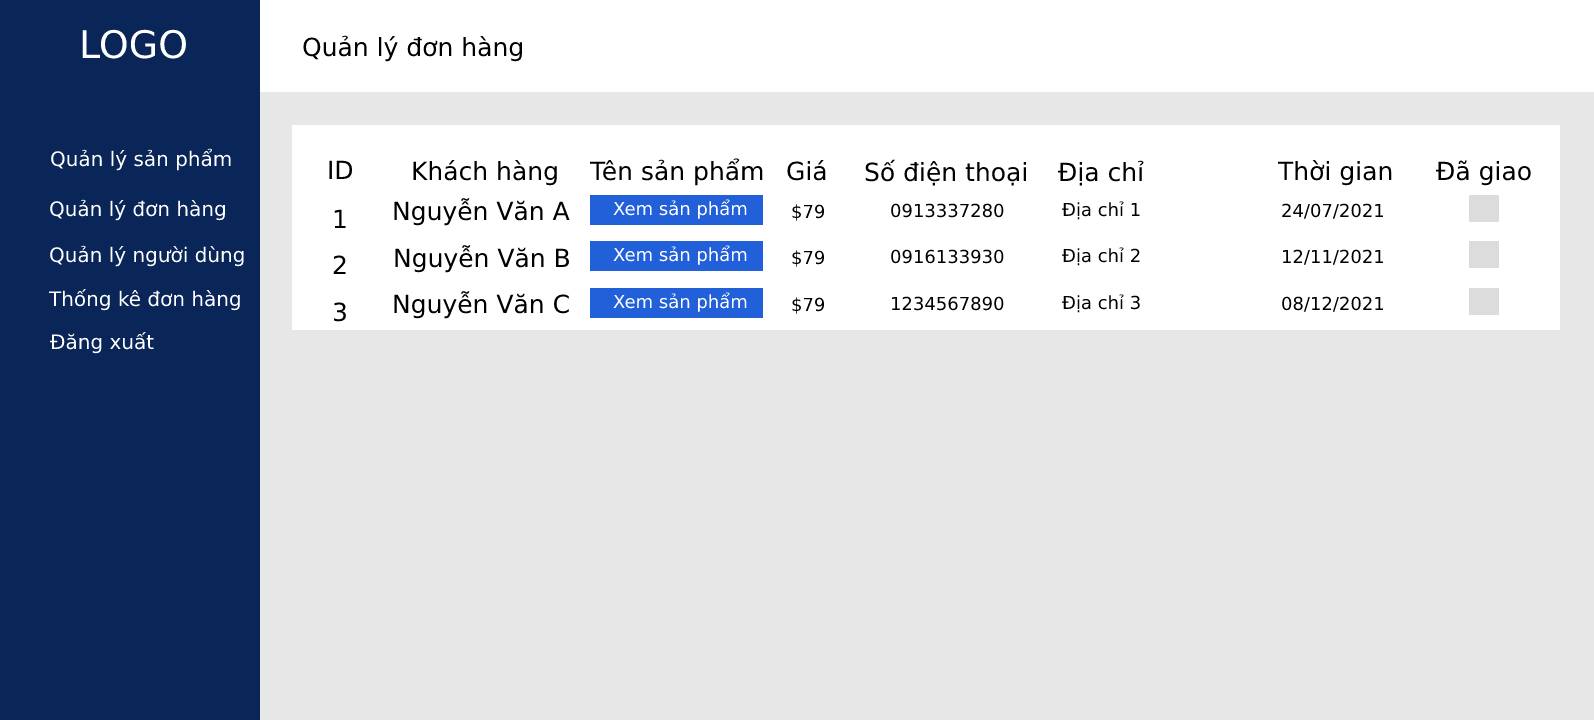 LOGO
Quản lý đơn hàng
Quản lý sản phẩm
Quản lý đơn hàng
Quản lý người dùng
Thống kê đơn hàng
Đăng xuất
ID Khách hàng Tên sản phẩm Giá Số điện thoại Địa chỉ Thời gian Đã giao
1 Nguyễn Văn A Xem sản phẩm $79 0913337280 Địa chỉ 1 24/07/2021
2 Nguyễn Văn B Xem sản phẩm $79 0916133930 Địa chỉ 2 12/11/2021
3 Nguyễn Văn C Xem sản phẩm $79 1234567890 Địa chỉ 3 08/12/2021